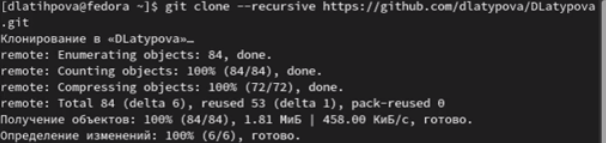 [dlatihpova@fedora ~]$ git clone --recursive https://github.com/dlatypova/DLatypova
.git
Клонирование в «DLatypova»…
remote: Enumerating objects: 84, done.
remote: Counting objects: 100% (84/84), done.
remote: Compressing objects: 100% (72/72), done.
remote: Total 84 (delta 6), reused 53 (delta 1), pack-reused 0
Получение объектов: 100% (84/84), 1.81 МиБ | 458.00 КиБ/с, готово.
Определение изменений: 100% (6/6), готово.